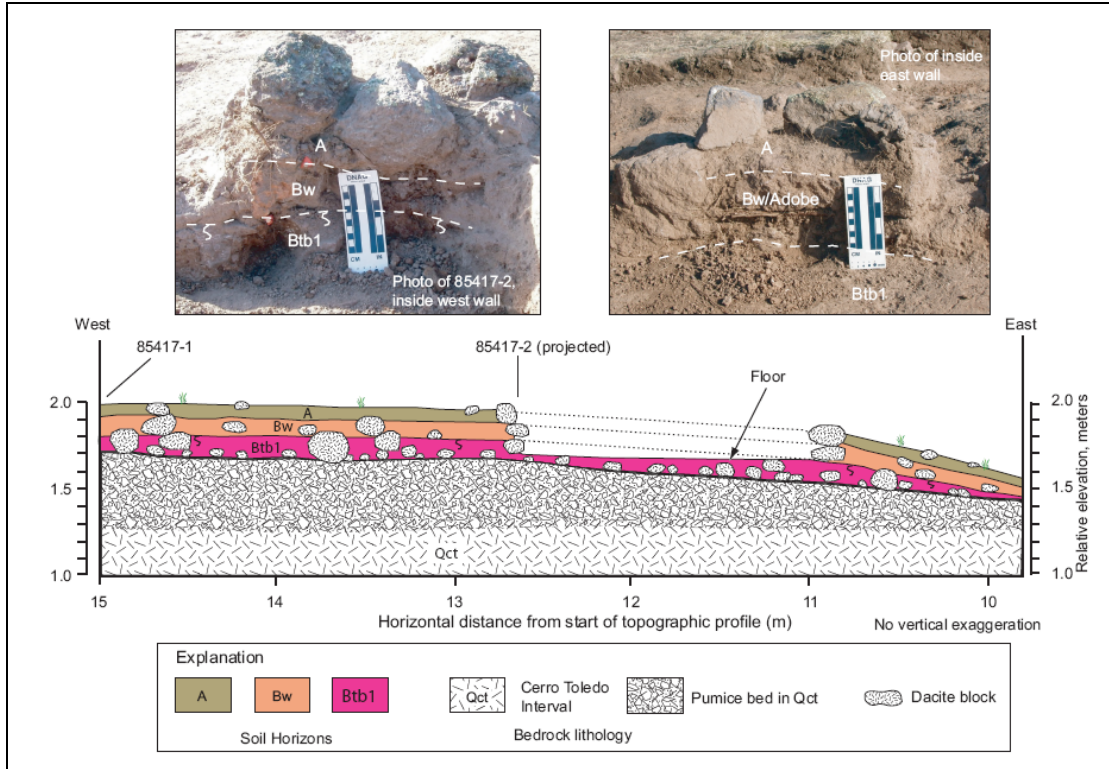 Photo of inside
east wall
A
Bw
Btb1
CM
IN
Photo of 85417-2,
inside west wall
A
Bw/Adobe
CM
IN
Btb1
West
East
85417-1
85417-2 (projected)
Floor
2.0
1.5
1.0
A
Bw
Btb1
Qct
2.0
1.5
1.0
Relative elevation, meters
15
14
13
12
11
10
Horizontal distance from start of topographic profile (m)
No vertical exaggeration
Explanation
A
Bw
Btb1
Qct
Cerro Toledo
Interval
Pumice bed in Qct
Dacite block
Soil Horizons
Bedrock lithology